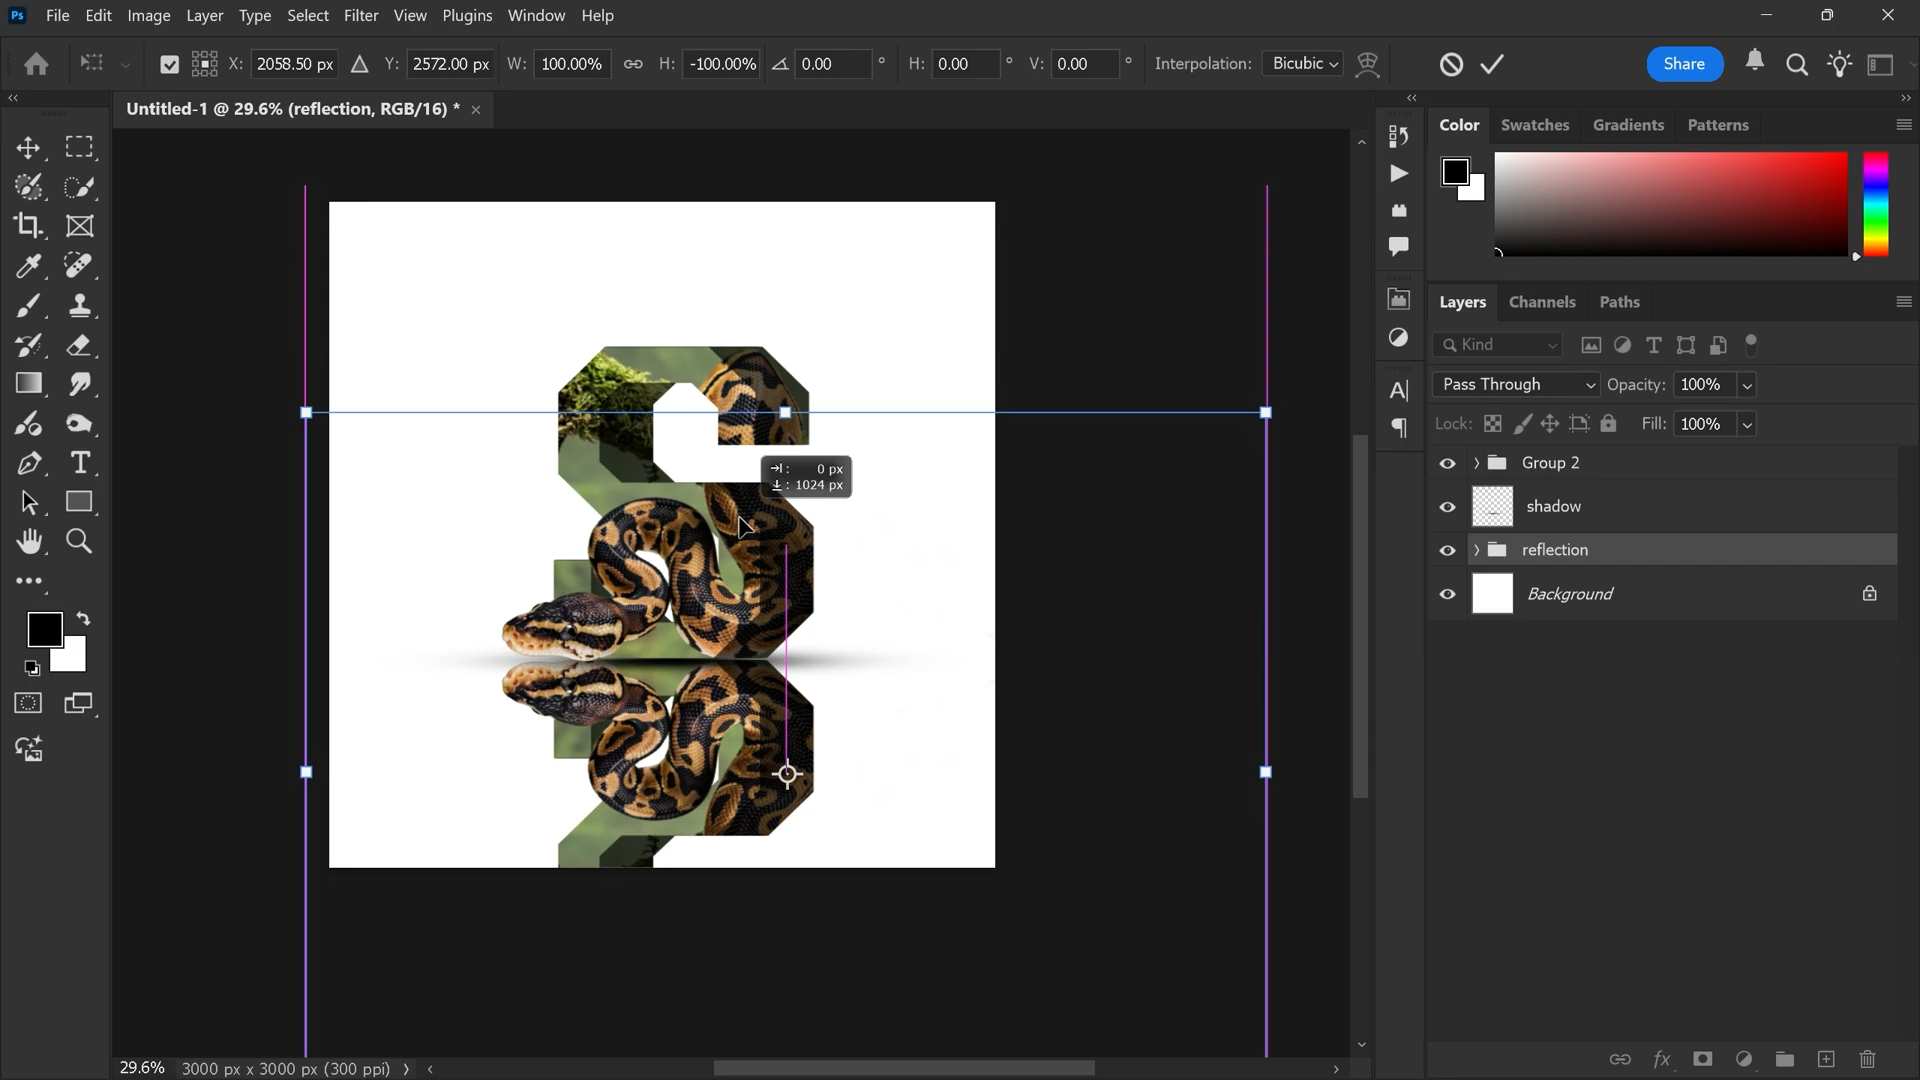 Ps File Edit Image Layer Type Select Filter View Plugins Window Help
X: 2058.50 px Y: 2572.00 px W: 100.00% H: -100.00% 0.00 ° H: 0.00 ° V: 0.00 ° Interpolation: Bicubic Share
Untitled-1 @ 29.6% (reflection, RGB/16) * ×
Color Swatches Gradients Patterns
Layers Channels Paths
Kind
Pass Through Opacity: 100%
Lock: Fill: 100%
Group 2
shadow
reflection
Background
: 0 px
: 1024 px
29.6% 3000 px x 3000 px (300 ppi)